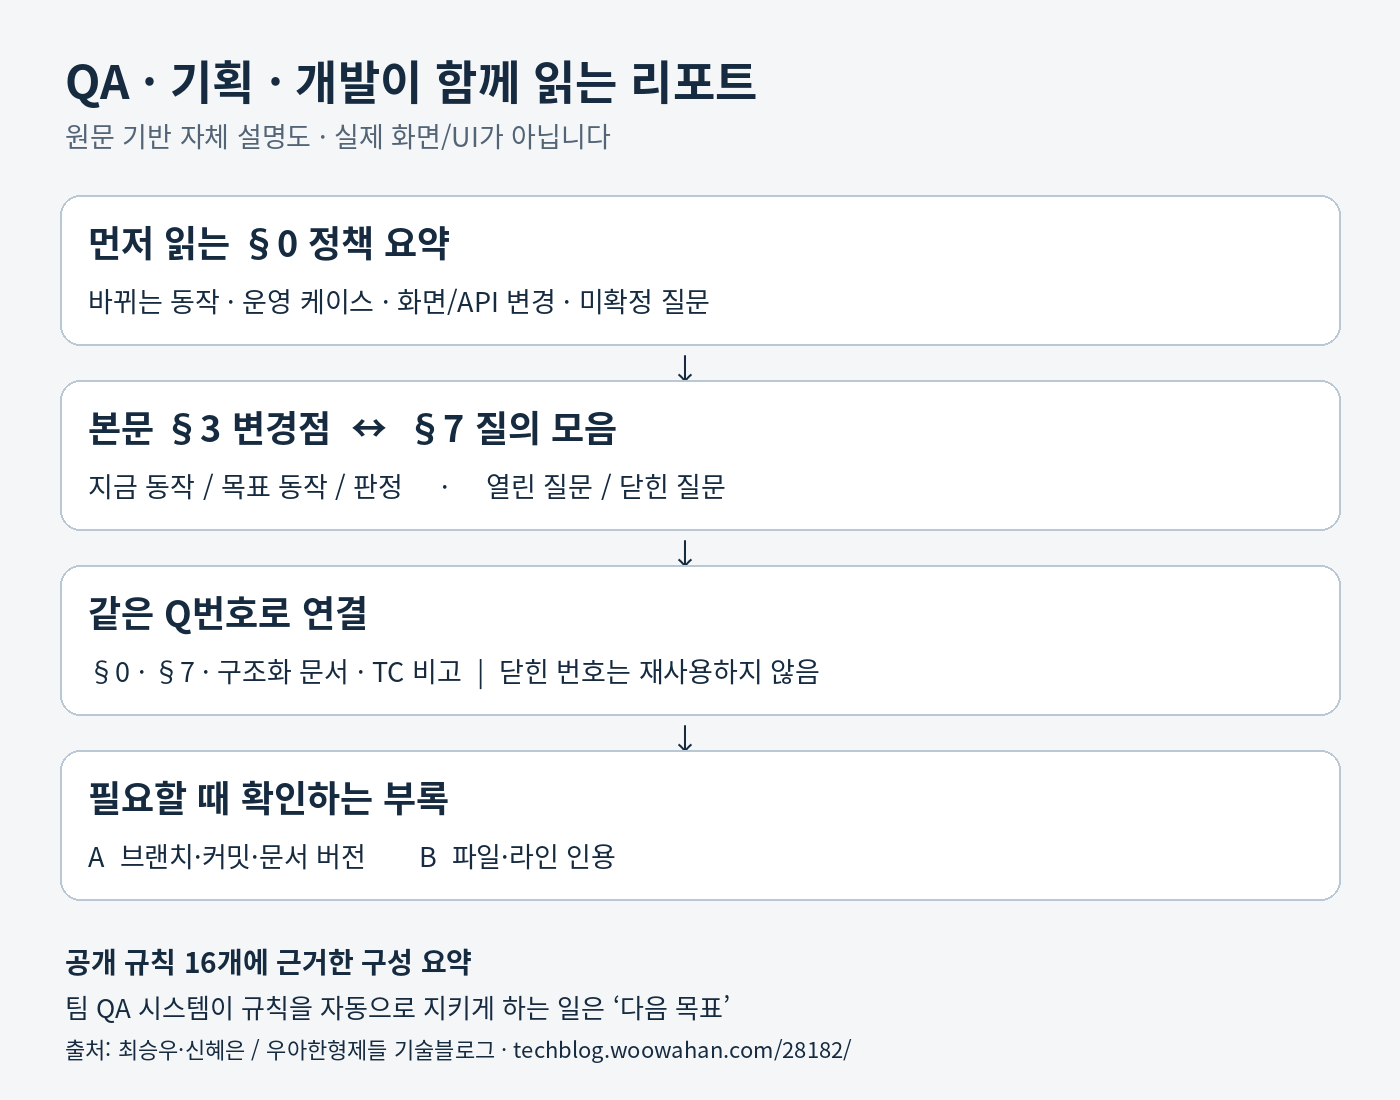 QA · 기획 · 개발이 함께 읽는 리포트
원문 기반 자체 설명도 · 실제 화면/UI가 아닙니다
먼저 읽는 §0 정책 요약
바뀌는 동작 · 운영 케이스 · 화면/API 변경 · 미확정 질문
↓
본문 §3 변경점 ↔ §7 질의 모음
지금 동작 / 목표 동작 / 판정 · 열린 질문 / 닫힌 질문
↓
같은 Q번호로 연결
§0 · §7 · 구조화 문서 · TC 비고 | 닫힌 번호는 재사용하지 않음
↓
필요할 때 확인하는 부록
A 브랜치·커밋·문서 버전 B 파일·라인 인용
공개 규칙 16개에 근거한 구성 요약
팀 QA 시스템이 규칙을 자동으로 지키게 하는 일은 ‘다음 목표’
출처: 최승우·신혜은 / 우아한형제들 기술블로그 · techblog.woowahan.com/28182/